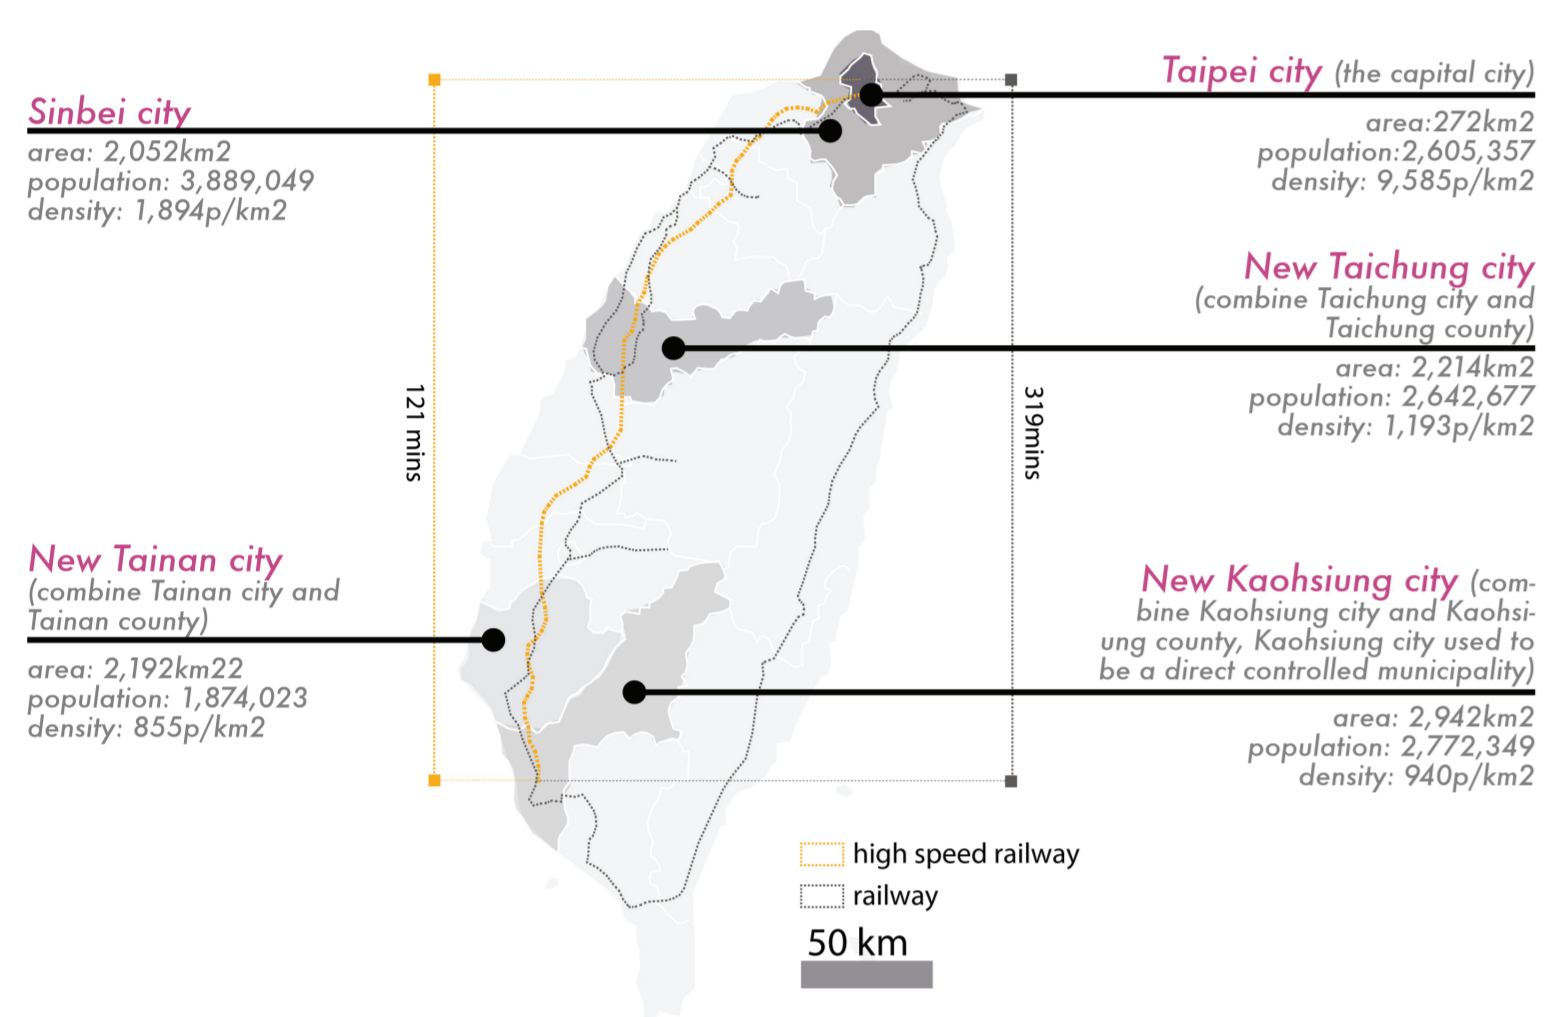 Sinbei city
area: 2,052km2
population: 3,889,049
density: 1,894p/km2
Taipei city (the capital city)
area:272km2
population:2,605,357
density: 9,585p/km2
New Taichung city
(combine Taichung city and
Taichung county)
area: 2,214km2
population: 2,642,677
density: 1,193p/km2
121 mins
319mins
New Tainan city
(combine Tainan city and
Tainan county)
area: 2,192km22
population: 1,874,023
density: 855p/km2
New Kaohsiung city (com-
bine Kaohsiung city and Kaohsi-
ung county, Kaohsiung city used to
be a direct controlled municipality)
area: 2,942km2
population: 2,772,349
density: 940p/km2
high speed railway
railway
50 km